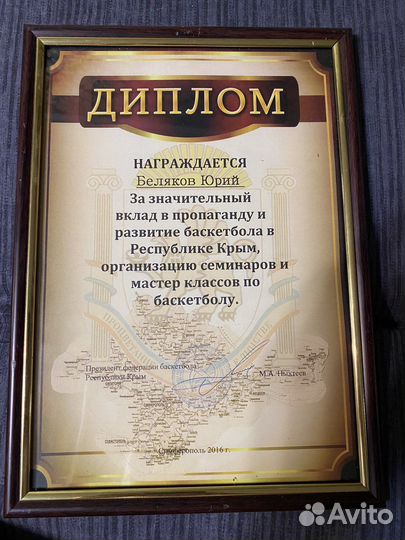 ДИПЛОМ
НАГРАЖДАЕТСЯ
Беляков Юрий
За значительный
вклад в пропаганду и
развитие баскетбола в
Республике Крым,
организацию семинаров и
мастер классов по
баскетболу.
Президент федерации баскетбола
Республики Крым
М.А.
Симферополь 2016 г.
Avito